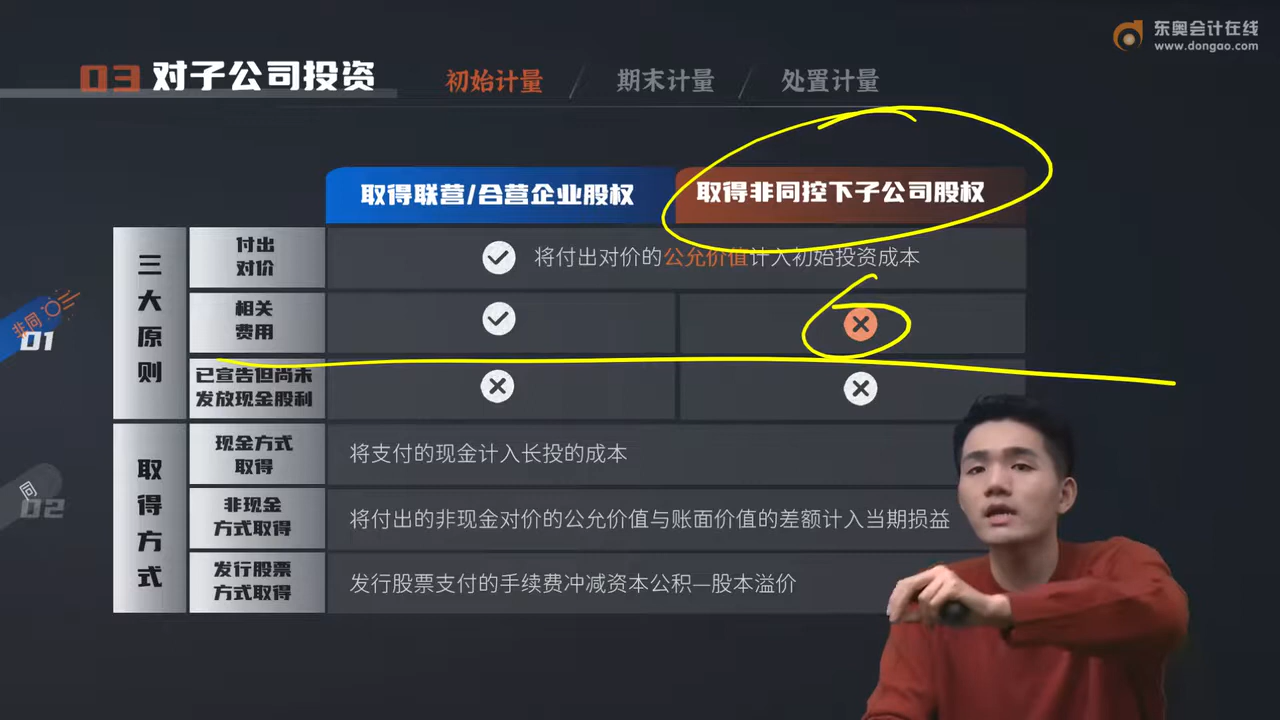 东奥会计在线
www.dongao.com
03 对子公司投资
初始计量 / 期末计量 / 处置计量
取得联营/合营企业股权
取得非同控下子公司股权
三大原则
付出
对价
将付出对价的公允价值计入初始投资成本
相关
费用
已宣告但尚未
发放现金股利
非同
01
同
02
取得方式
现金方式
取得
将支付的现金计入长投的成本
非现金
方式取得
将付出的非现金对价的公允价值与账面价值的差额计入当期损益
发行股票
方式取得
发行股票支付的手续费冲减资本公积—股本溢价